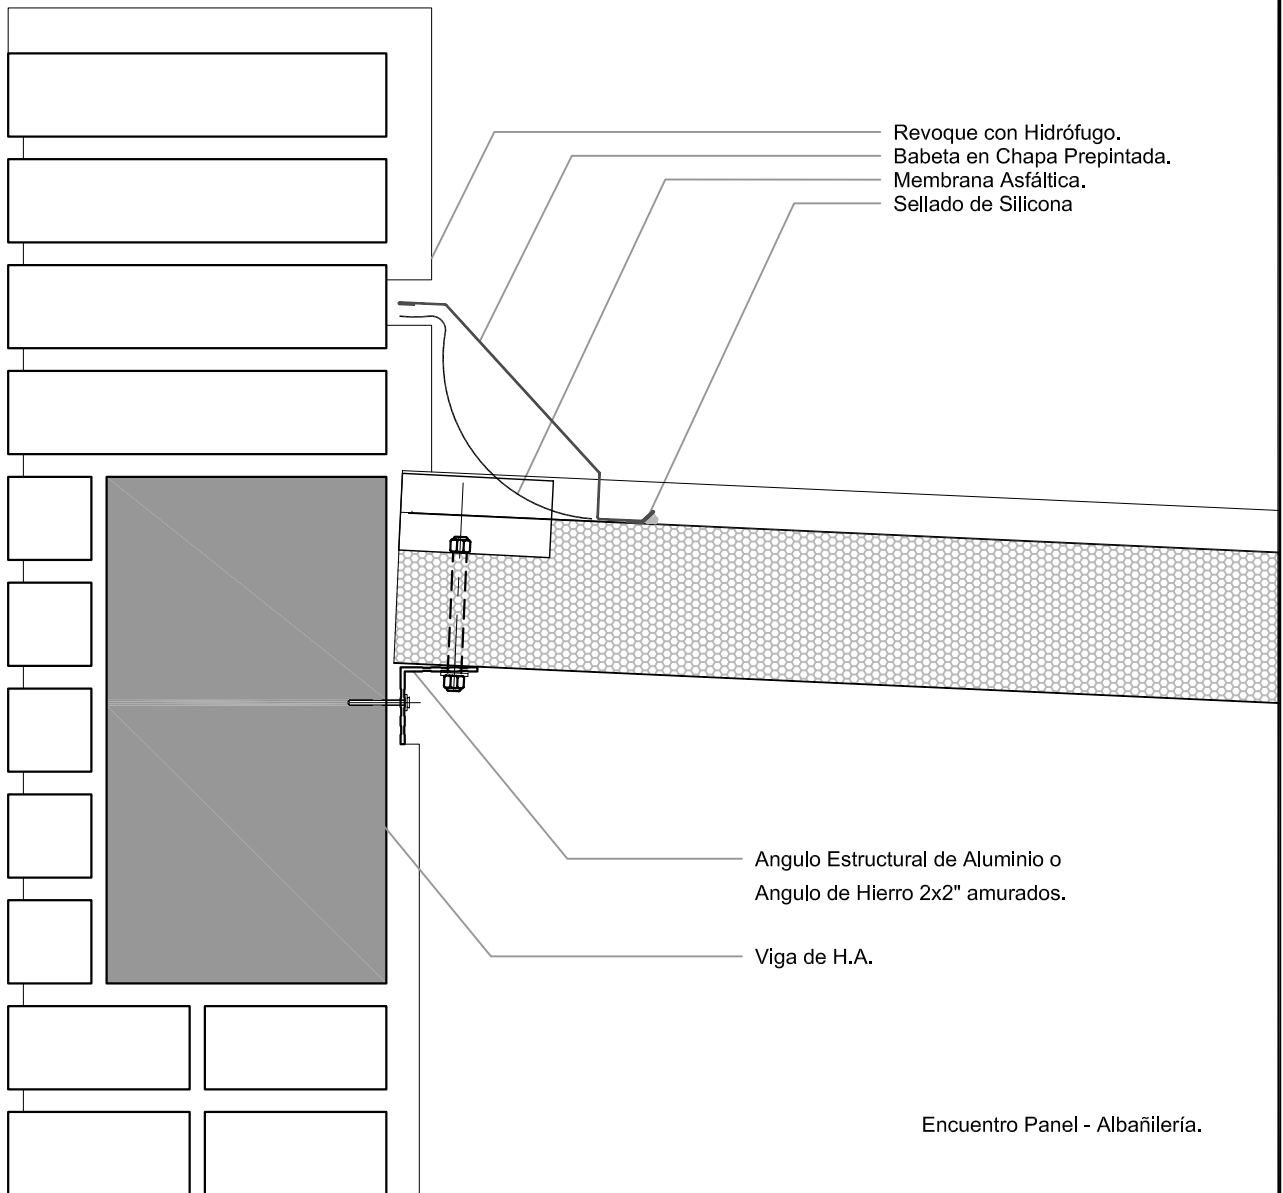 Revoque con Hidrófugo.
Babeta en Chapa Prepintada.
Membrana Asfáltica.
Sellado de Silicona
Angulo Estructural de Aluminio o
Angulo de Hierro 2x2" amurados.
Viga de H.A.
Encuentro Panel - Albañilería.